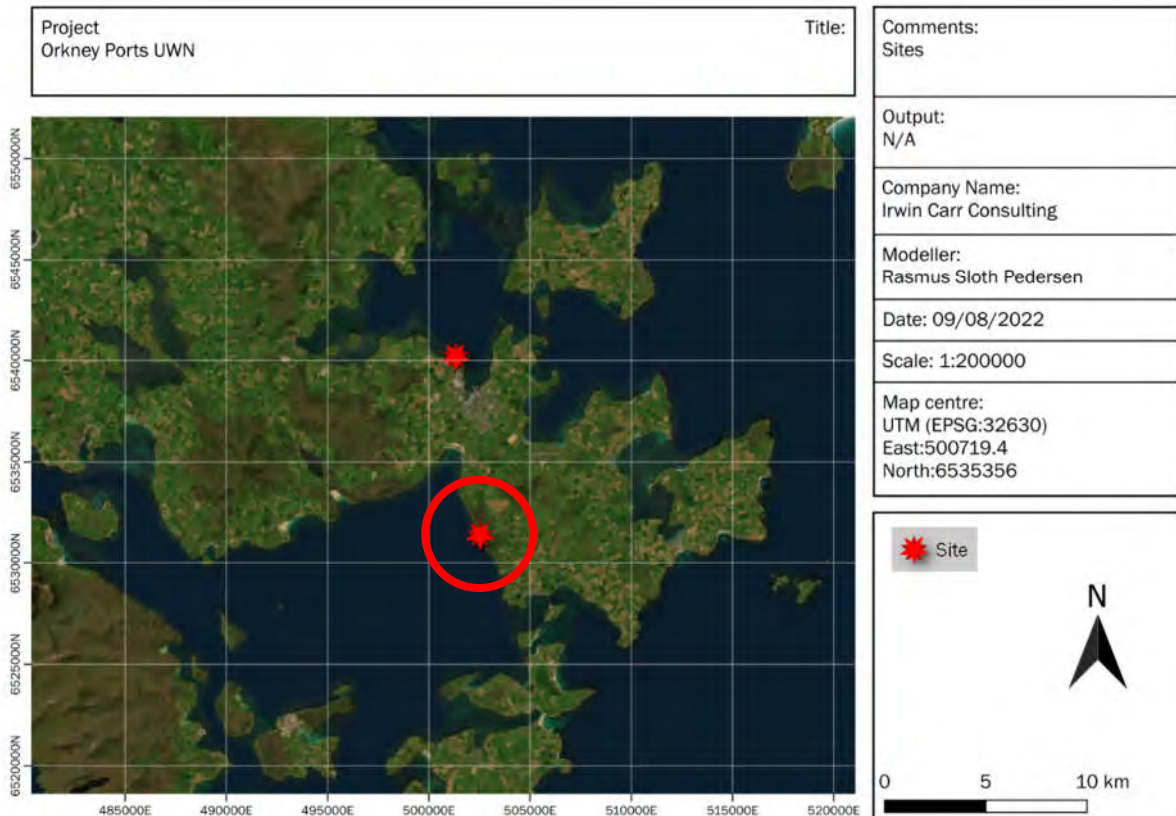 Project
Title:
Orkney Ports UWN
Comments:
Sites
Output:
N/A
Company Name:
Irwin Carr Consulting
Modeller:
Rasmus Sloth Pedersen
Date: 09/08/2022
Scale: 1:200000
Map centre:
UTM (EPSG:32630)
East:500719.4
North:6535356
Site
N
0 5 10 km
6550000N
6545000N
6540000N
6535000N
6530000N
6525000N
6520000N
485000E 490000E 495000E 500000E 505000E 510000E 515000E 520000E